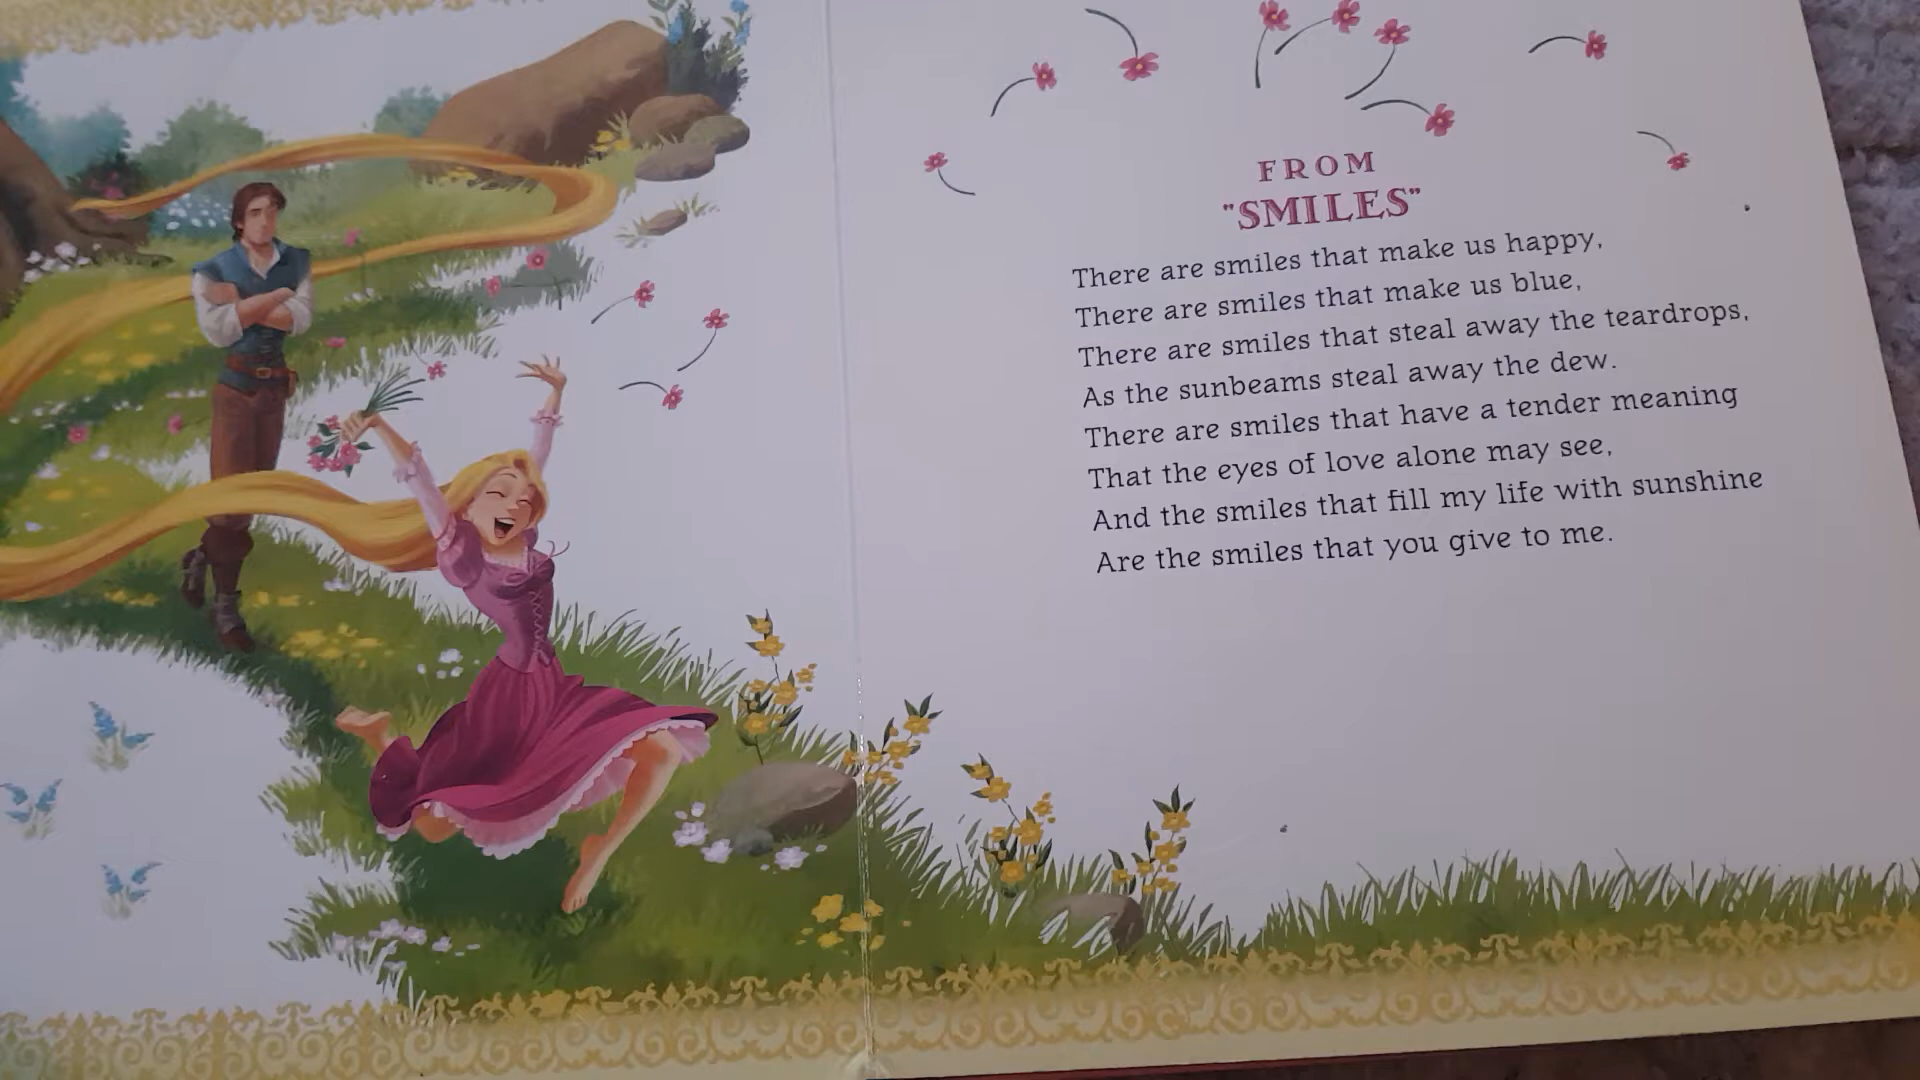 FROM
"SMILES"
There are smiles that make us happy,
There are smiles that make us blue,
There are smiles that steal away the teardrops,
As the sunbeams steal away the dew.
There are smiles that have a tender meaning
That the eyes of love alone may see,
And the smiles that fill my life with sunshine
Are the smiles that you give to me.